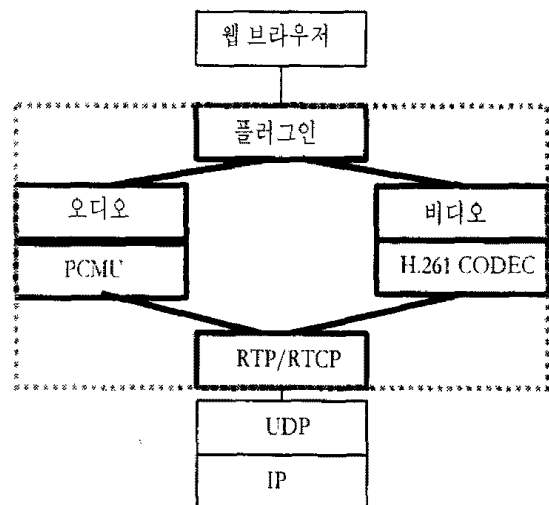 웹 브라우저
플러그인
오디오
비디오
PCMU
H.261 CODEC
RTP/RTCP
UDP
IP